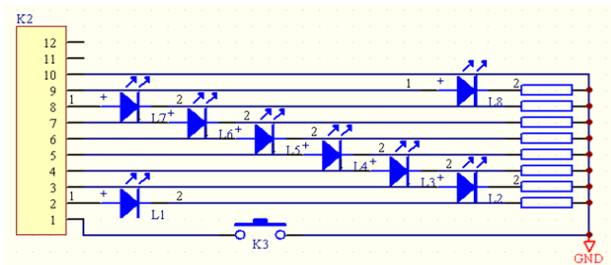 K2
12
11
10
9 1 + 2
8 1 + 2 L8
7 L7 + 2
6 L6 + 2
5 L5 + 2
4 L4 + 2
3 + L3 + 2
2 1 L1 2 L2
1
K3
GND